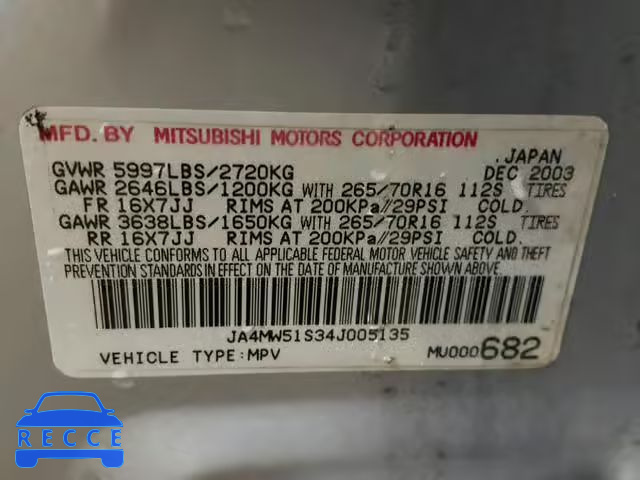 MFD. BY MITSUBISHI MOTORS CORPORATION
JAPAN
GVWR 5997LBS/2720KG DEC 2003
GAWR 2646LBS/1200KG WITH 265/70R16 112S TIRES
FR 16X7JJ RIMS AT 200KPa//29PSI COLD.
GAWR 3638LBS/1650KG WITH 265/70R16 112S TIRES
RR 16X7JJ RIMS AT 200KPa//29PSI COLD.
THIS VEHICLE CONFORMS TO ALL APPLICABLE FEDERAL MOTOR VEHICLE SAFETY AND THEFT
PREVENTION STANDARDS IN EFFECT ON THE DATE OF MANUFACTURE SHOWN ABOVE.
JA4MW51S34J005135
VEHICLE TYPE:MPV MU000682
RECCE